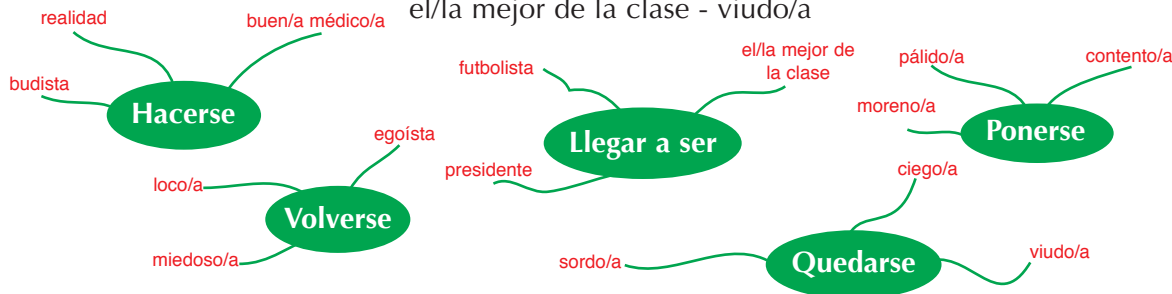 el/la mejor de la clase - viudo/a
realidad
buen/a médico/a
budista
Hacerse
egoísta
loco/a
Volverse
miedoso/a
futbolista
el/la mejor de
la clase
Llegar a ser
presidente
pálido/a
contento/a
moreno/a
Ponerse
ciego/a
sordo/a
Quedarse
viudo/a